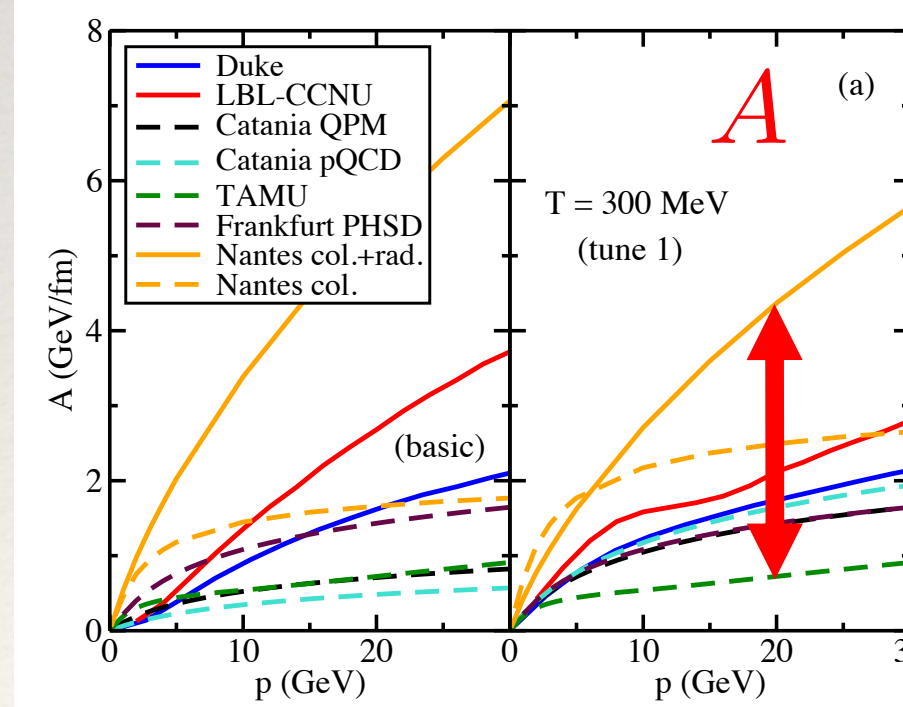 8
6
4
2
0
A (GeV/fm)
Duke
LBL-CCNU
Catania QPM
Catania pQCD
TAMU
Frankfurt PHSD
Nantes col.+rad.
Nantes col.
(basic)
10
20
p (GeV)
A
(a)
T = 300 MeV
(tune 1)
0
10
20
p (GeV)